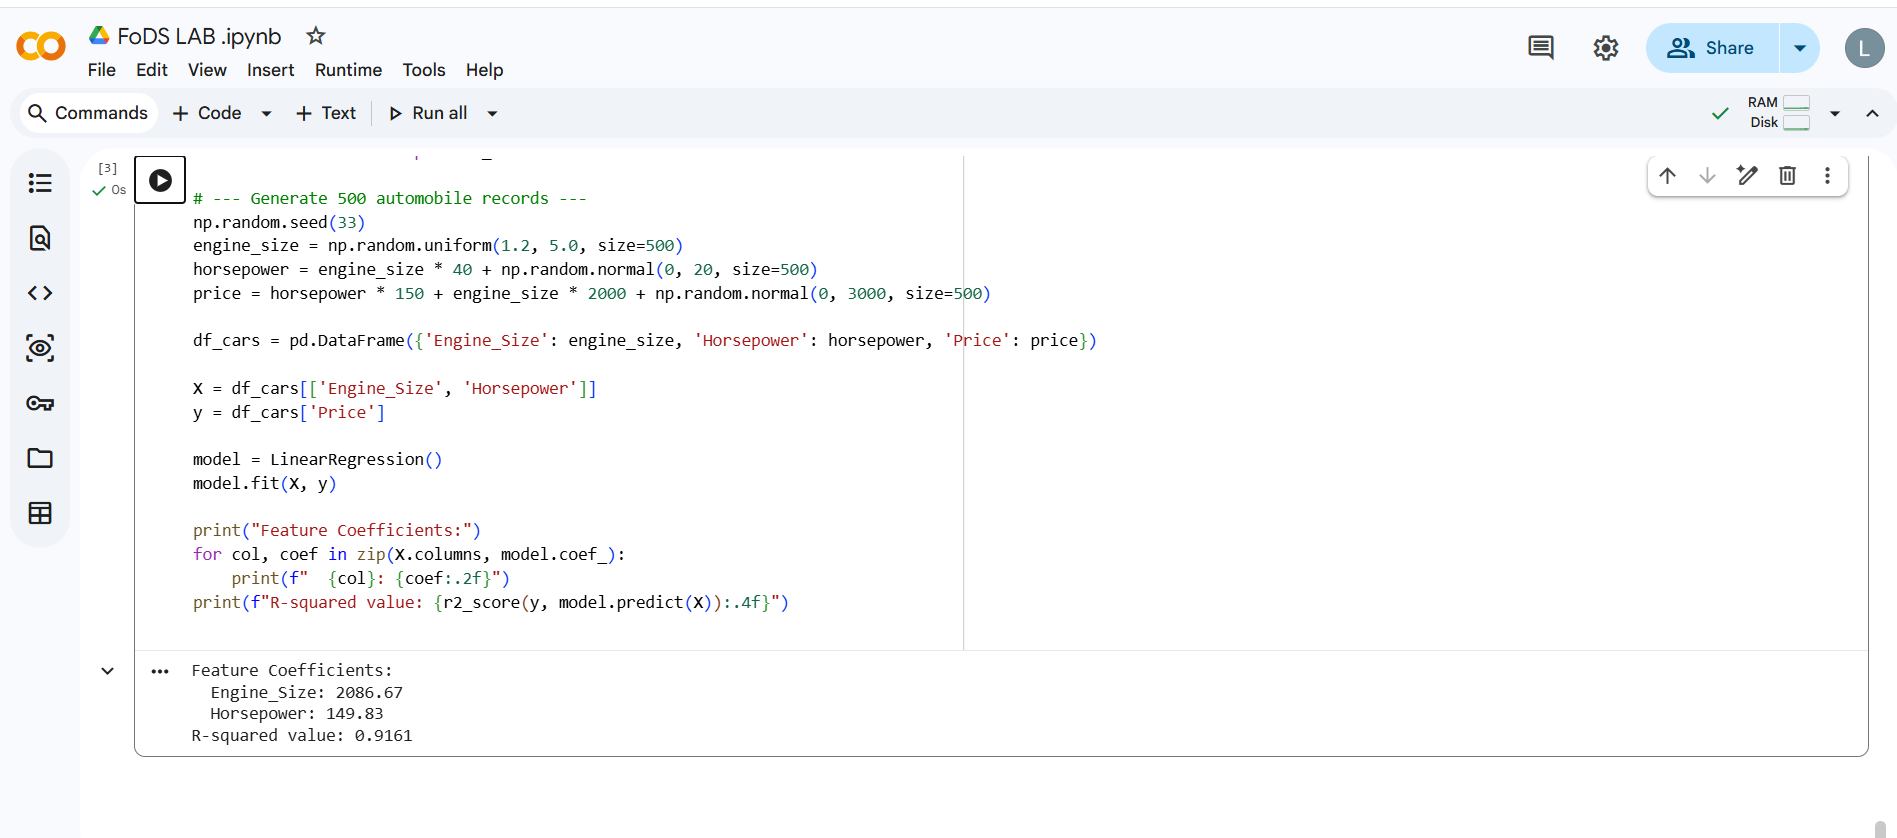 FoDS LAB .ipynb
File Edit View Insert Runtime Tools Help
Share
L
Commands + Code + Text Run all
RAM
Disk
[3]
0s
# --- Generate 500 automobile records ---
np.random.seed(33)
engine_size = np.random.uniform(1.2, 5.0, size=500)
horsepower = engine_size * 40 + np.random.normal(0, 20, size=500)
price = horsepower * 150 + engine_size * 2000 + np.random.normal(0, 3000, size=500)
df_cars = pd.DataFrame({'Engine_Size': engine_size, 'Horsepower': horsepower, 'Price': price})
X = df_cars[['Engine_Size', 'Horsepower']]
y = df_cars['Price']
model = LinearRegression()
model.fit(X, y)
print("Feature Coefficients:")
for col, coef in zip(X.columns, model.coef_):
    print(f"  {col}: {coef:.2f}")
print(f"R-squared value: {r2_score(y, model.predict(X)):.4f}")
Feature Coefficients:
  Engine_Size: 2086.67
  Horsepower: 149.83
R-squared value: 0.9161